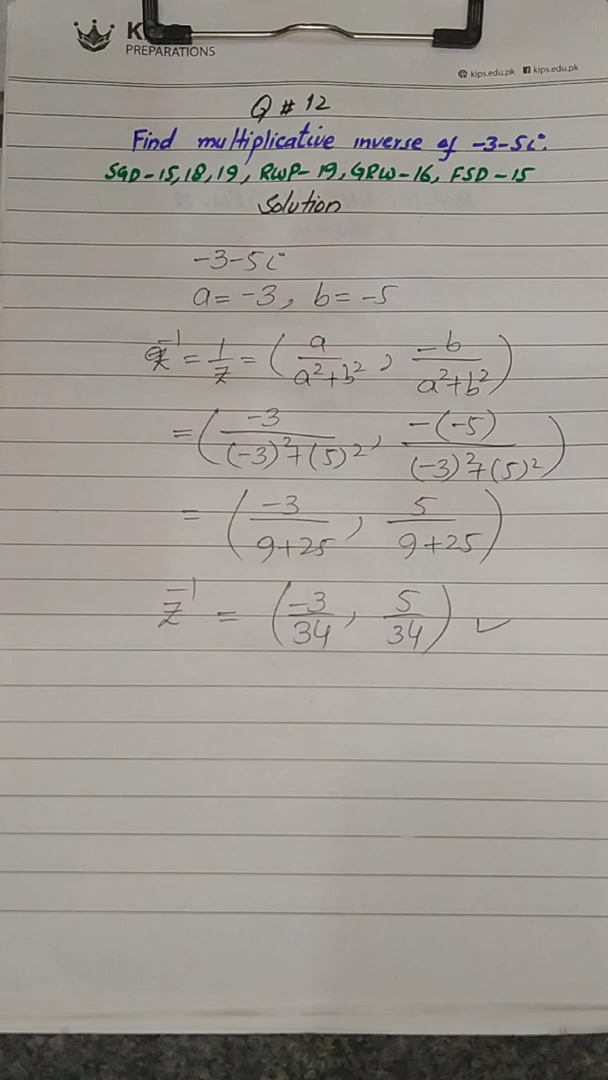 K
PREPARATIONS
kips.edu.pk kips.edu.pk
Q # 12
Find multiplicative inverse of -3-5i.
SGD-15,18,19, RWP-19, GRW-16, FSD-15
Solution
-3-5i
a = -3, b = -5
z⁻¹ = 1/z = (a/(a²+b²), -b/(a²+b²))
= (-3/((-3)²+(5)²), -(-5)/((-3)²+(5)²))
= (-3/(9+25), 5/(9+25))
z⁻¹ = (-3/34, 5/34) ✓